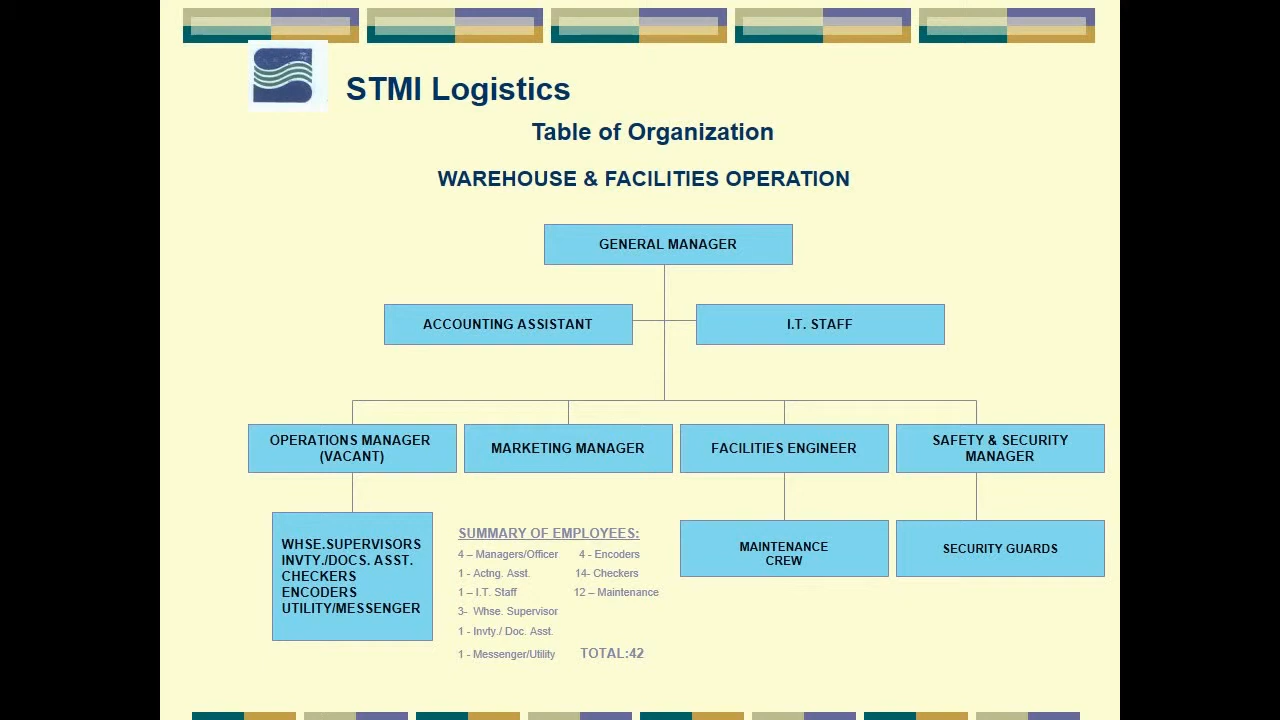 STMI Logistics
Table of Organization
WAREHOUSE & FACILITIES OPERATION
GENERAL MANAGER
ACCOUNTING ASSISTANT
I.T. STAFF
OPERATIONS MANAGER
(VACANT)
MARKETING MANAGER
FACILITIES ENGINEER
SAFETY & SECURITY
MANAGER
WHSE.SUPERVISORS
INVTY./DOCS. ASST.
CHECKERS
ENCODERS
UTILITY/MESSENGER
SUMMARY OF EMPLOYEES:
4 – Managers/Officer 4 - Encoders
1 - Actng. Asst. 14- Checkers
1 – I.T. Staff 12 – Maintenance
3- Whse. Supervisor
1 - Invty./ Doc. Asst.
1 - Messenger/Utility TOTAL:42
MAINTENANCE
CREW
SECURITY GUARDS